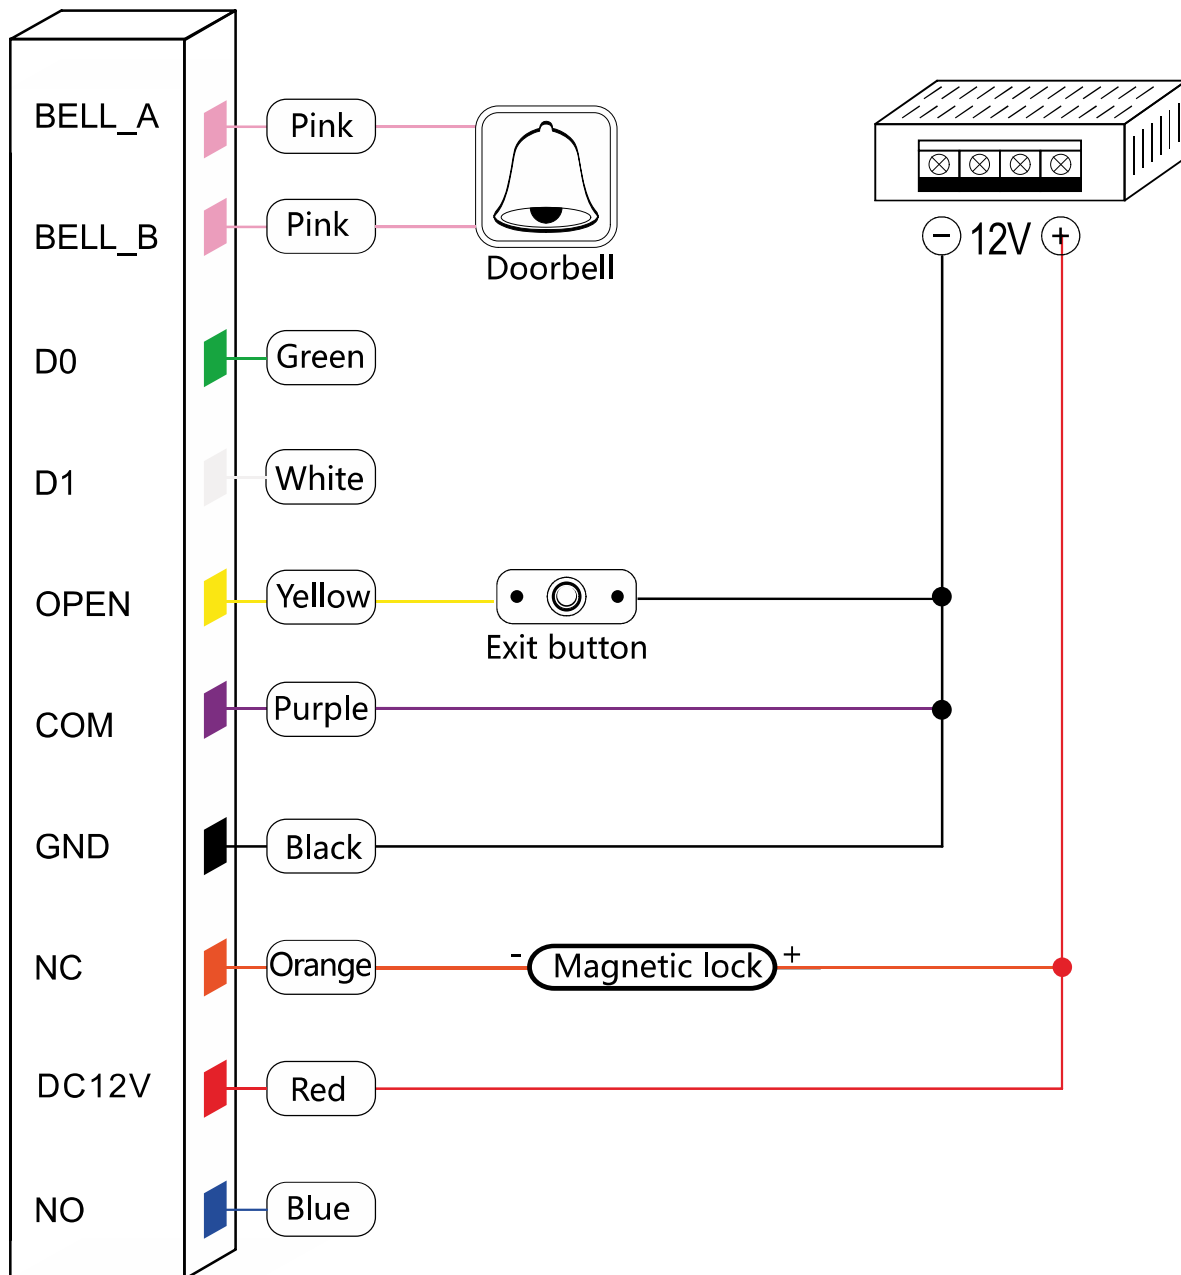 BELL_A
Pink
BELL_B
Pink
Doorbell
− 12V +
D0
Green
D1
White
OPEN
Yellow
Exit button
COM
Purple
GND
Black
NC
Orange
- Magnetic lock +
DC12V
Red
NO
Blue